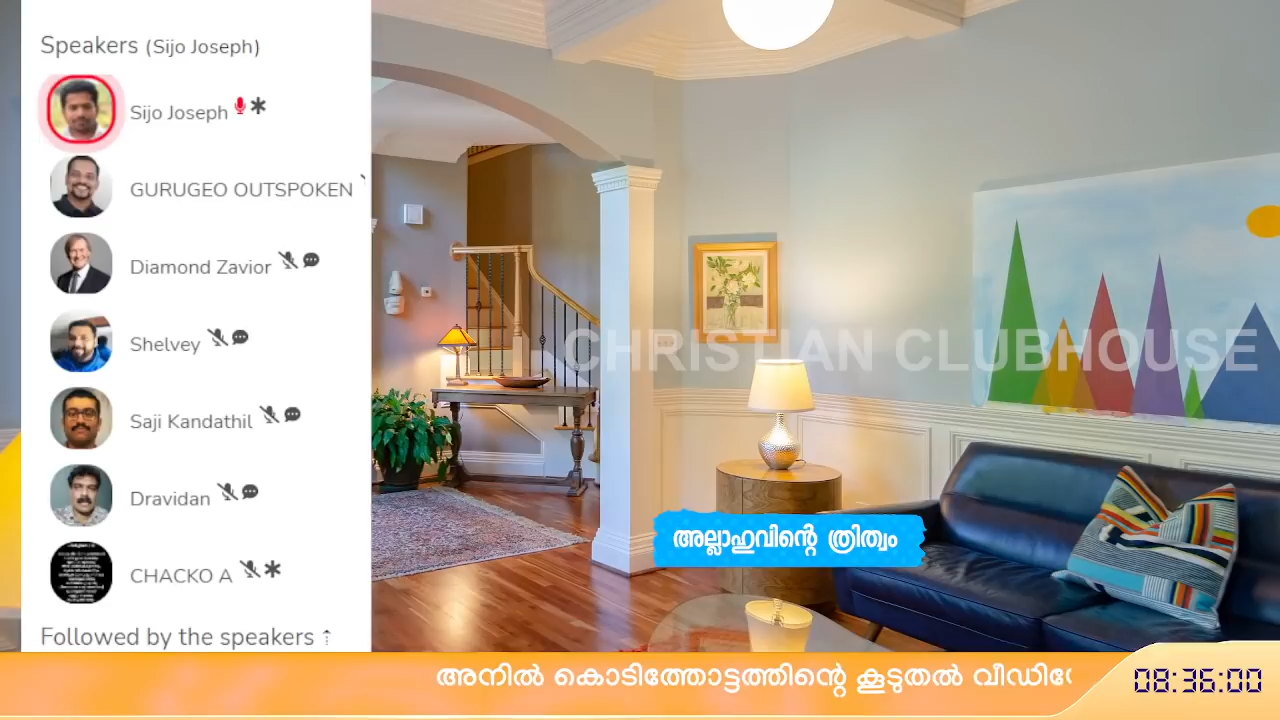 Speakers (Sijo Joseph)
Sijo Joseph
GURUGEO OUTSPOKEN
Diamond Zavior
Shelvey
Saji Kandathil
Dravidan
CHACKO A
Followed by the speakers
CHRISTIAN CLUBHOUSE
അല്ലാഹുവിന്റെ ത്രിത്വം
അനിൽ കൊടിത്തോട്ടത്തിന്റെ കൂടുതൽ
08:36:00